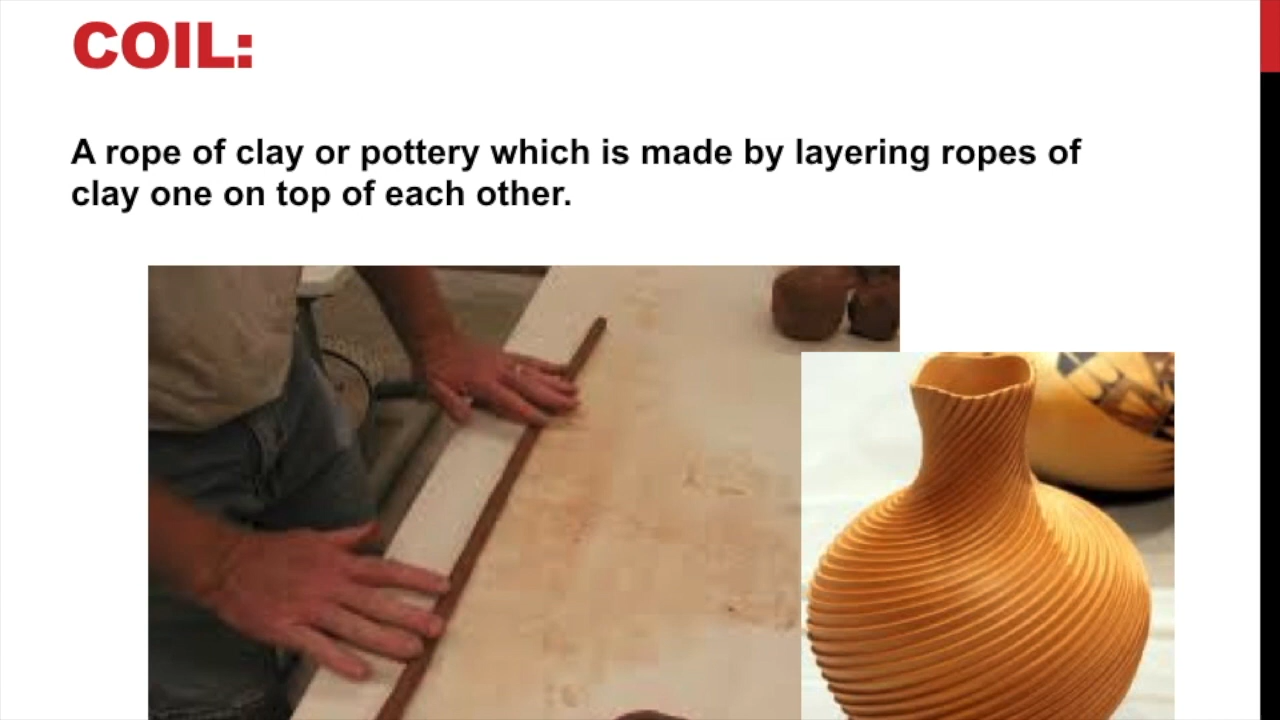 COIL:
A rope of clay or pottery which is made by layering ropes of
clay one on top of each other.